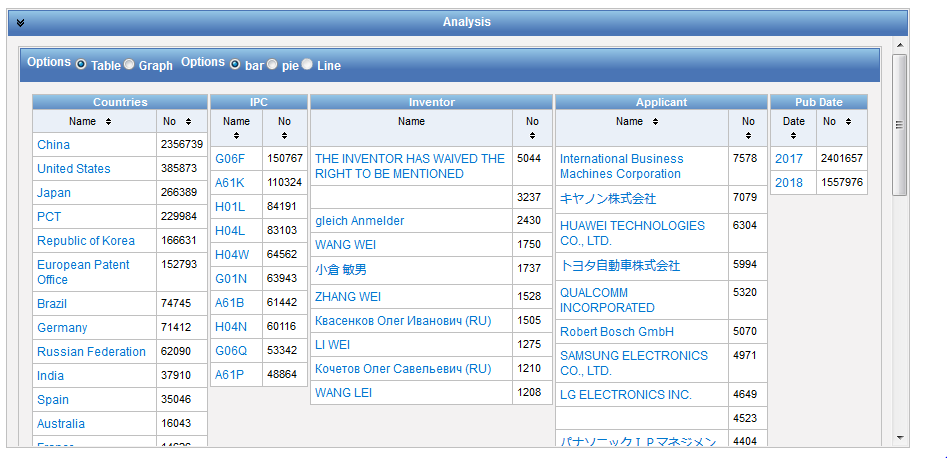 Analysis
Options Table Graph Options bar pie Line
Countries
Name No
China 2356739
United States 385873
Japan 266389
PCT 229984
Republic of Korea 166631
European Patent 152793
Office
Brazil 74745
Germany 71412
Russian Federation 62090
India 37910
Spain 35046
Australia 16043
IPC
Name No
G06F 150767
A61K 110324
H01L 84191
H04L 83103
H04W 64562
G01N 63943
A61B 61442
H04N 60116
G06Q 53342
A61P 48864
Inventor
Name No
THE INVENTOR HAS WAIVED THE 5044
RIGHT TO BE MENTIONED
3237
gleich Anmelder 2430
WANG WEI 1750
小倉 敏男 1737
ZHANG WEI 1528
Квасенков Олег Иванович (RU) 1505
LI WEI 1275
Кочетов Олег Савельевич (RU) 1210
WANG LEI 1208
Applicant
Name No
International Business 7578
Machines Corporation
キヤノン株式会社 7079
HUAWEI TECHNOLOGIES 6304
CO., LTD.
トヨタ自動車株式会社 5994
QUALCOMM 5320
INCORPORATED
Robert Bosch GmbH 5070
SAMSUNG ELECTRONICS 4971
CO., LTD.
LG ELECTRONICS INC. 4649
4523
パナソニックＩＰマネジメン 4404
Pub Date
Date No
2017 2401657
2018 1557976